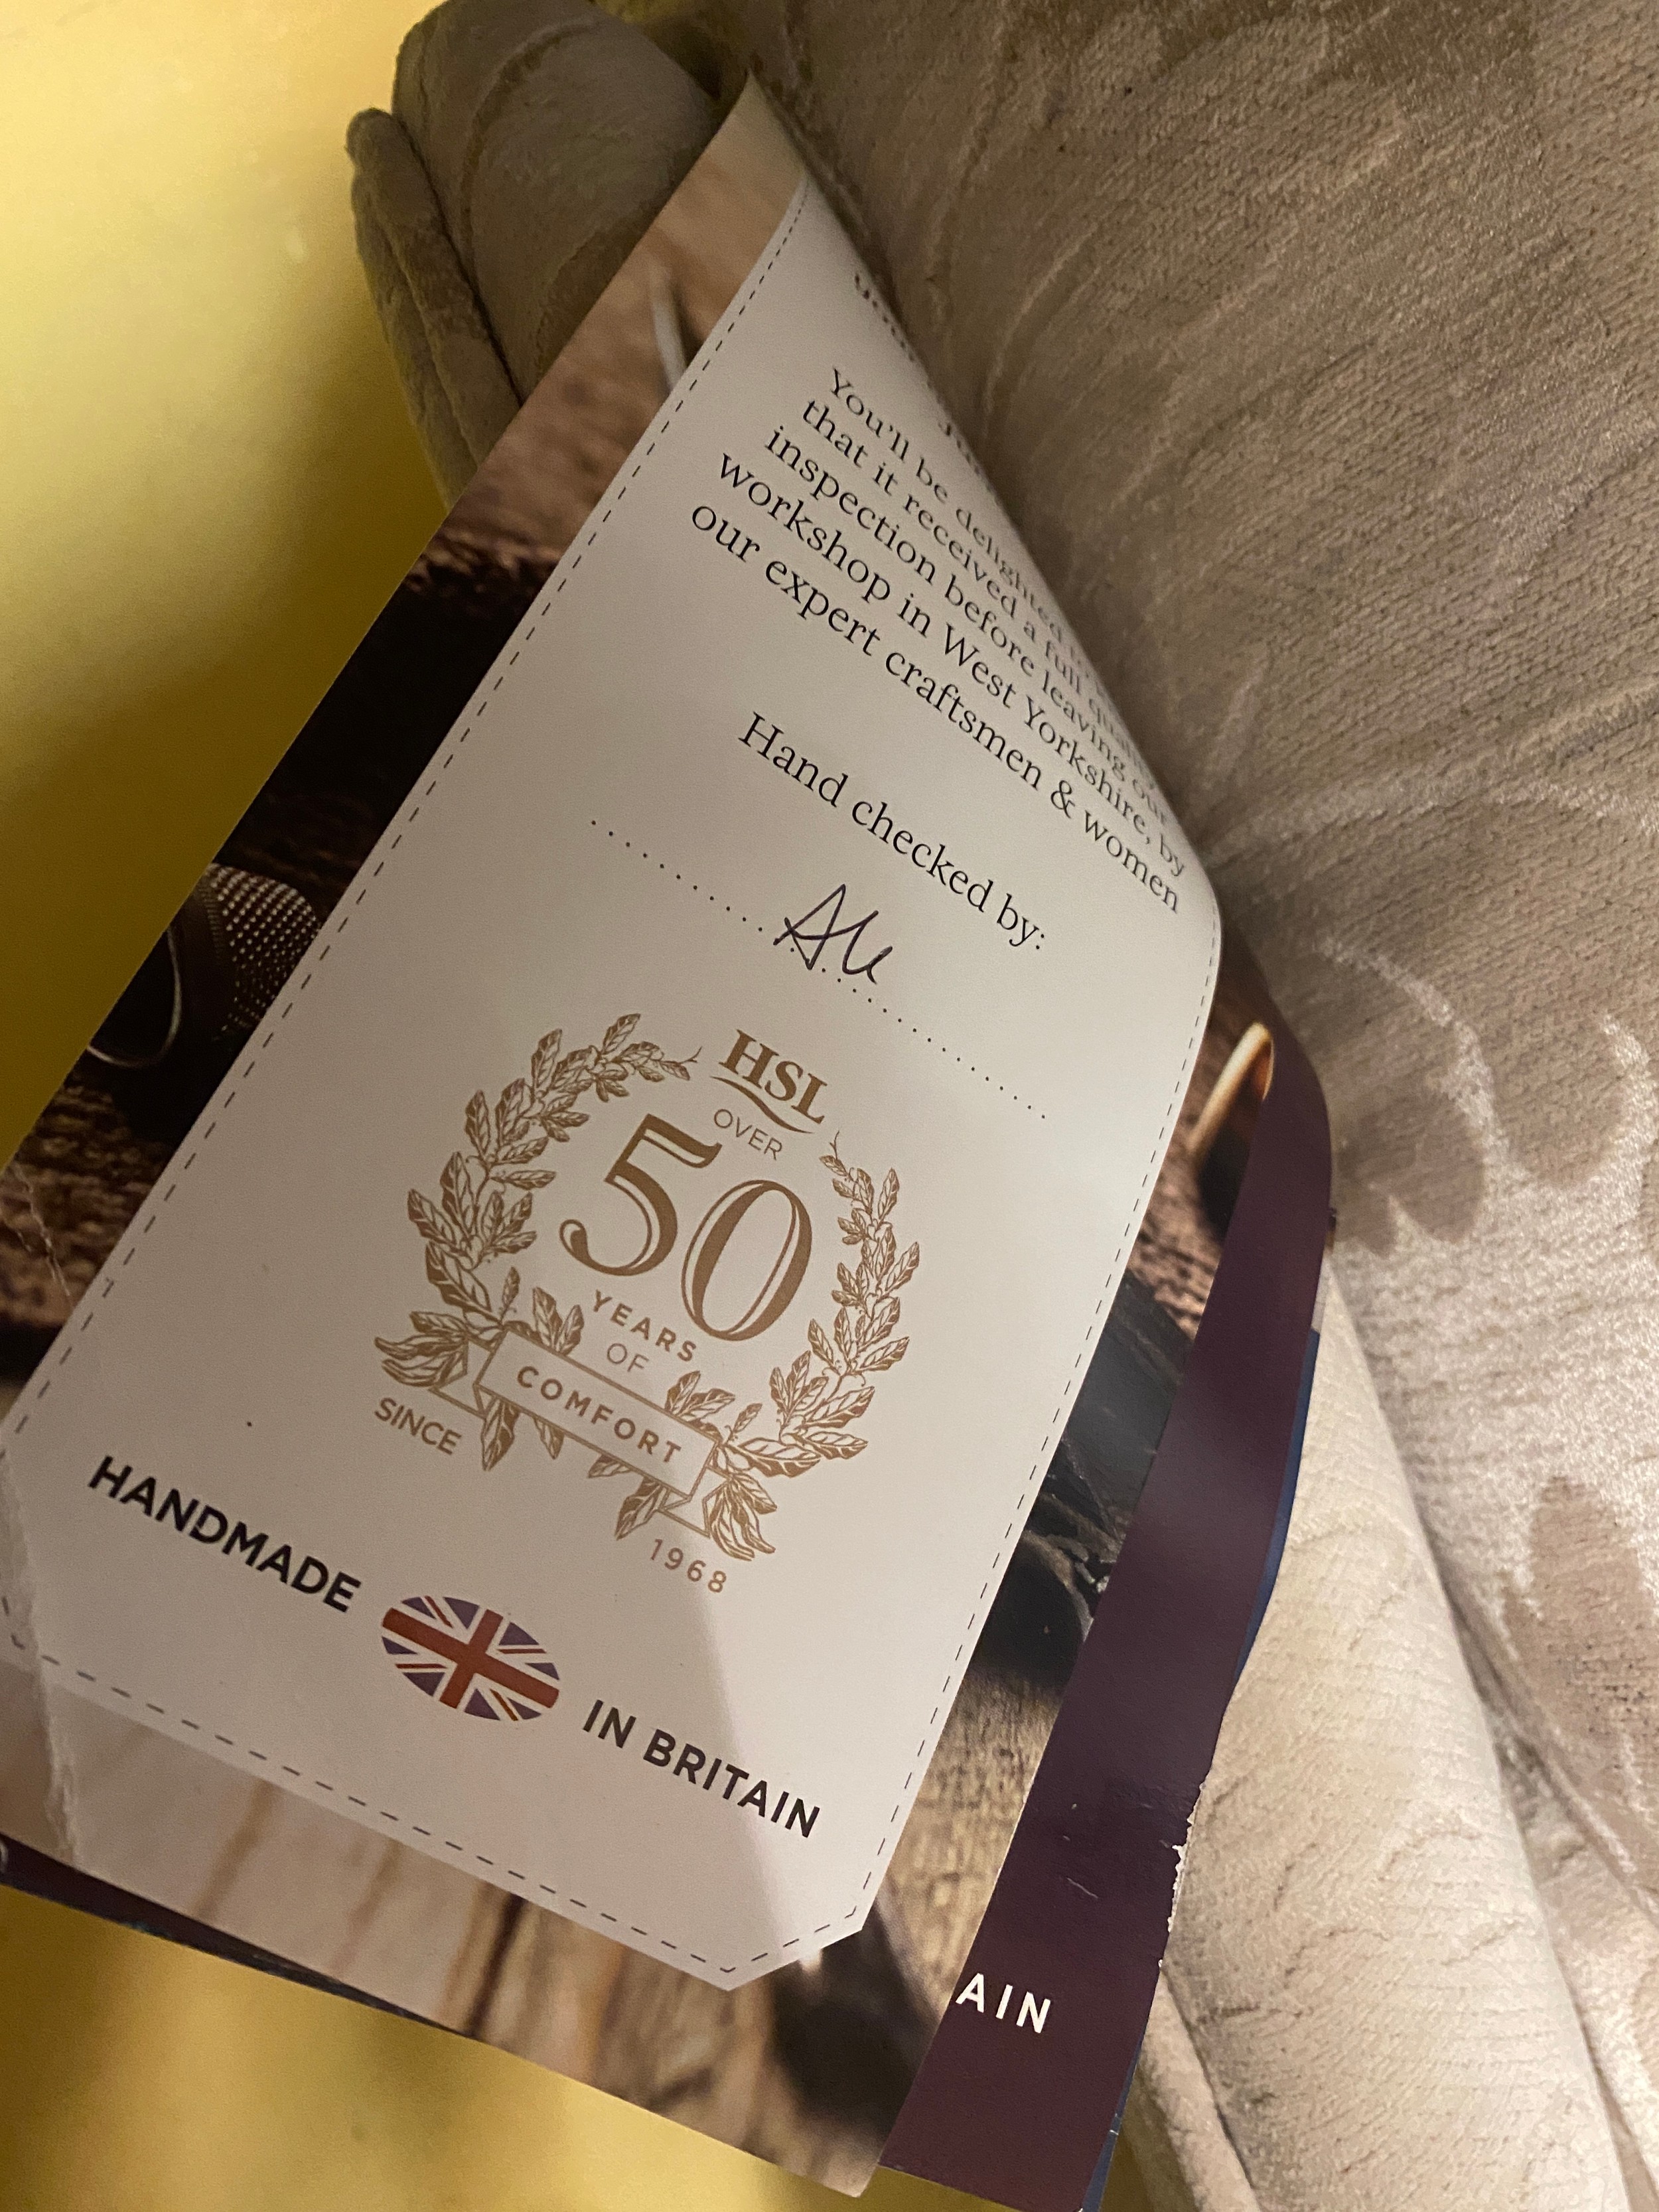 You'll be delighted
that it received a full
inspection before leaving our
workshop in West Yorkshire, by
our expert craftsmen & women
Hand checked by:
HSL
OVER
50
YEARS
OF
COMFORT
SINCE 1968
HANDMADE IN BRITAIN
AIN